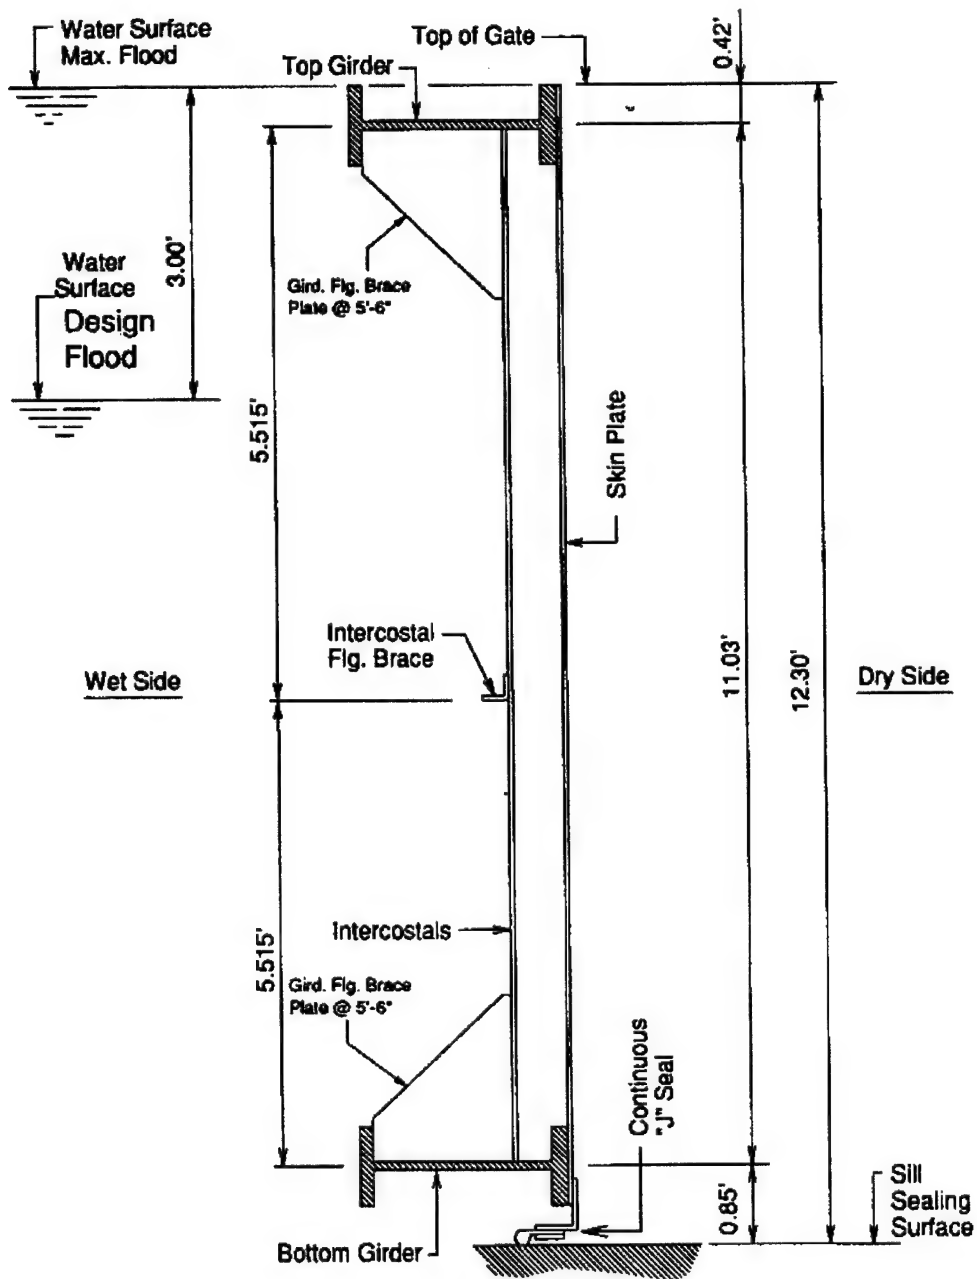 Water Surface
Max. Flood
Top of Gate
0.42'
Top Girder
3.00'
Water
Surface
Design
Flood
Gird. Flg. Brace
Plate @ 5'-6"
5.515'
Skin Plate
Intercostal
Flg. Brace
Wet Side
11.03'
12.30'
Dry Side
Intercostals
5.515'
Gird. Flg. Brace
Plate @ 5'-6"
Continuous
"J" Seal
0.85'
Sill
Sealing
Surface
Bottom Girder